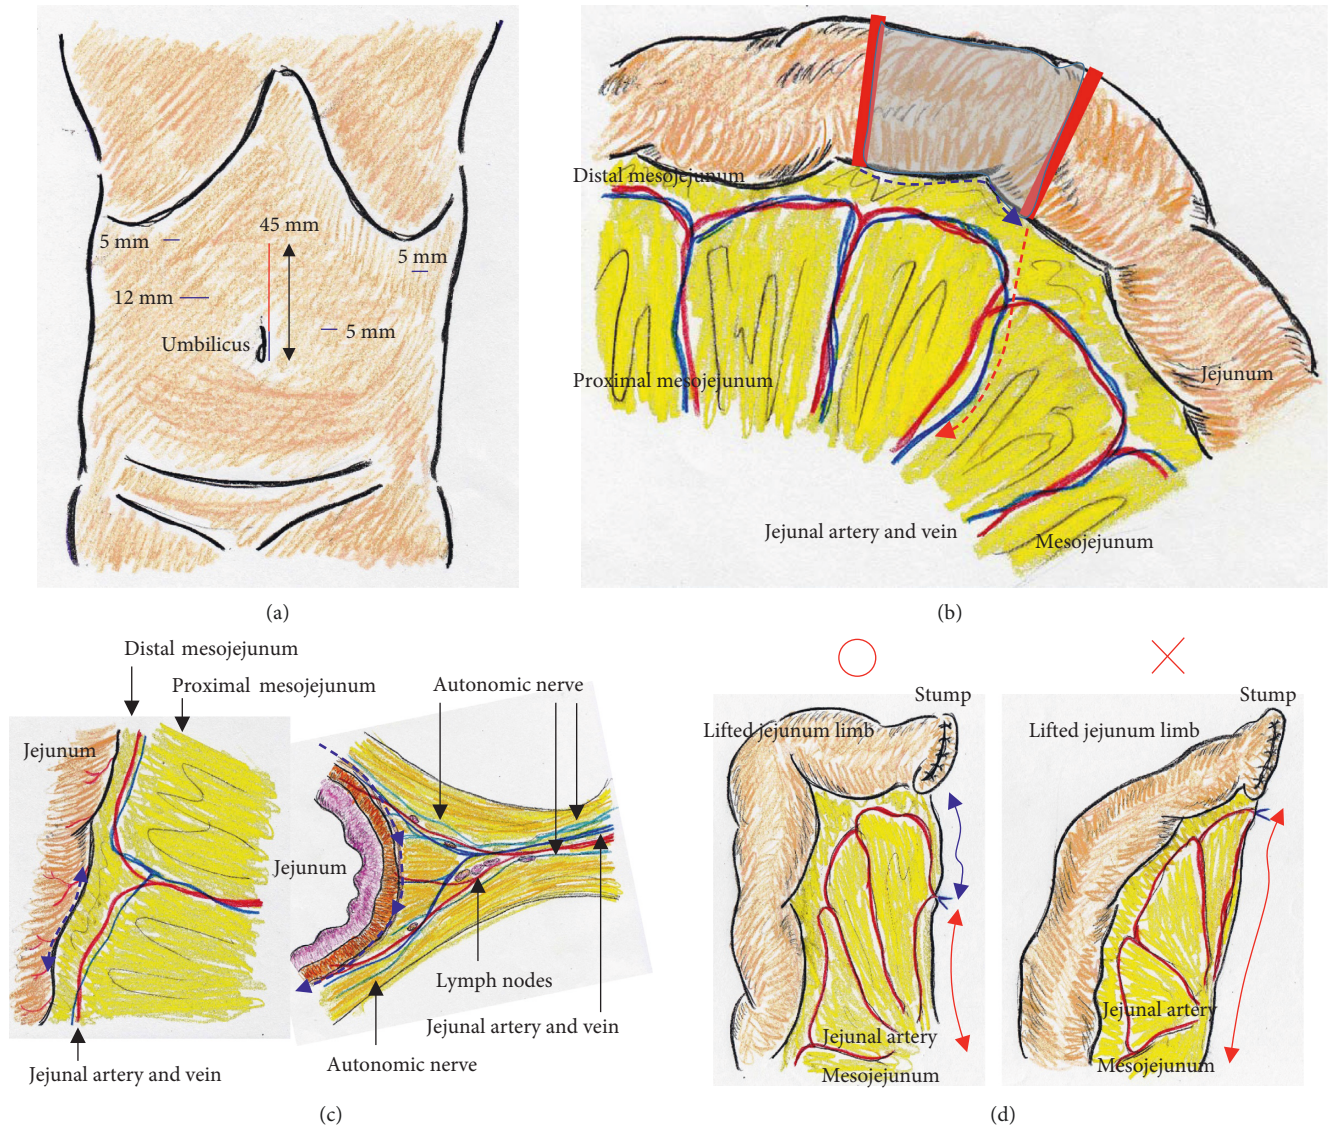 45 mm
5 mm
5 mm
12 mm
5 mm
Umbilicus
(a)
Distal mesojejunum
Proximal mesojejunum
Jejunum
Jejunal artery and vein
Mesojejunum
(b)
Distal mesojejunum
Proximal mesojejunum
Autonomic nerve
Jejunum
Jejunum
Lymph nodes
Jejunal artery and vein
Autonomic nerve
Jejunal artery and vein
(c)
Stump
Lifted jejunum limb
Jejunal artery
Mesojejunum
Stump
Lifted jejunum limb
Jejunal artery
Mesojejunum
(d)